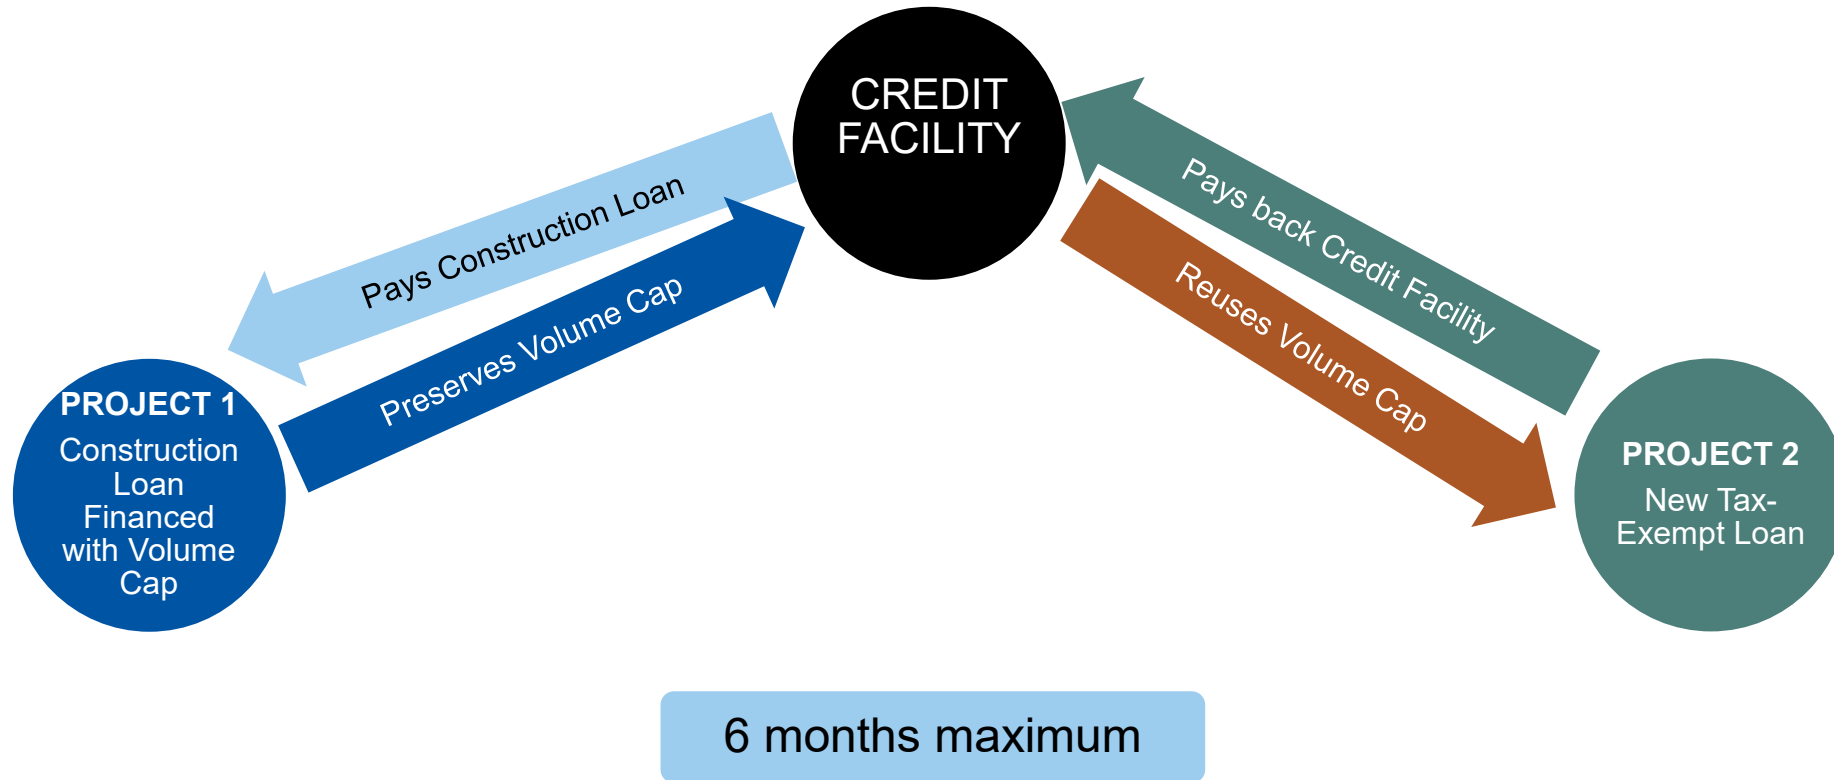 CREDIT
FACILITY
Pays Construction Loan
Preserves Volume Cap
Pays back Credit Facility
Reuses Volume Cap
PROJECT 1
Construction
Loan
Financed
with Volume
Cap
PROJECT 2
New Tax-
Exempt Loan
6 months maximum